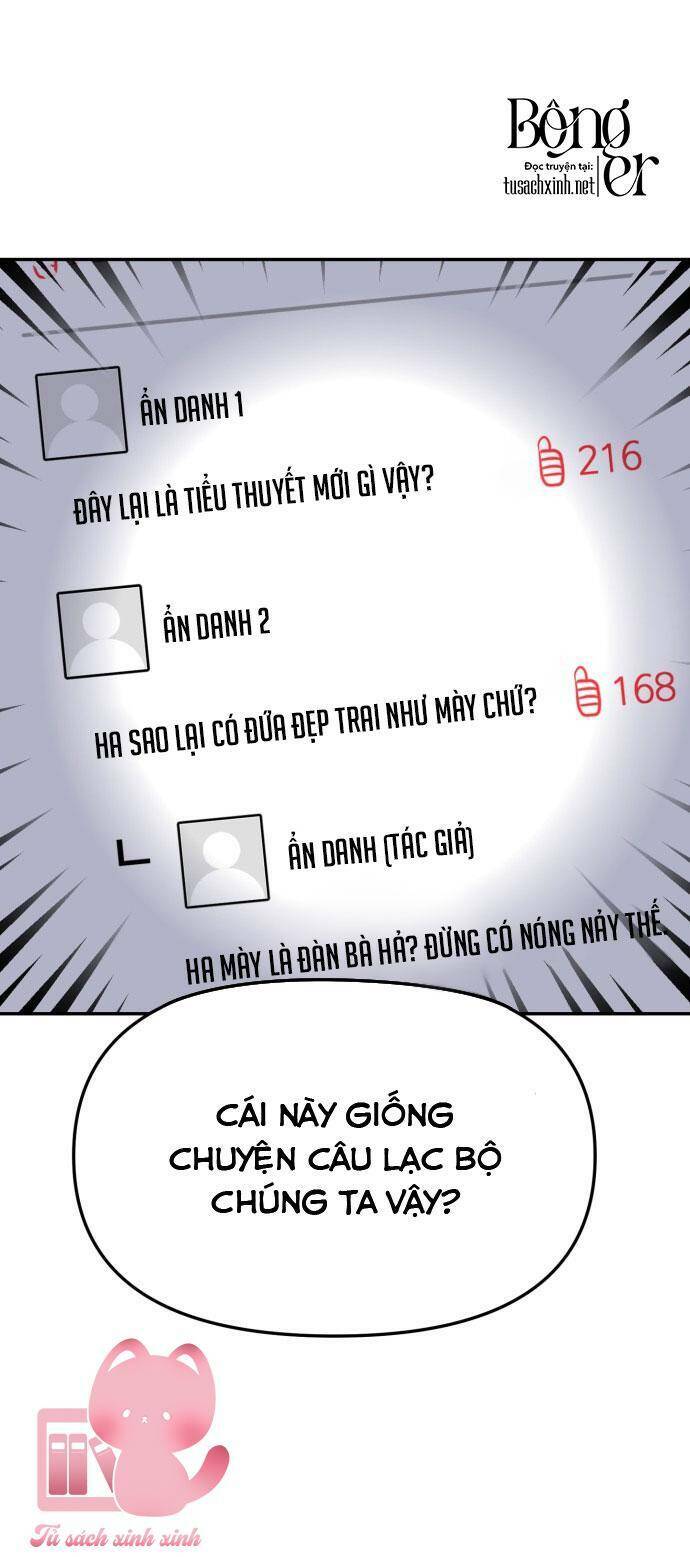 Bông
Đọc truyện tại:
er
tusachxinh.net
ẨN DANH 1
216
ĐÂY LẠI LÀ TIỂU THUYẾT MỚI GÌ VẬY?
ẨN DANH 2
168
HA SAO LẠI CÓ ĐỨA ĐẸP TRAI NHƯ MÀY CHỨ?
ẨN DANH (TÁC GIẢ)
HA MÀY LÀ ĐÀN BÀ HẢ? ĐỪNG CÓ NÓNG NẢY THẾ.
CÁI NÀY GIỐNG
CHUYỆN CÂU LẠC BỘ
CHÚNG TA VẬY?
Tủ sách xinh xinh